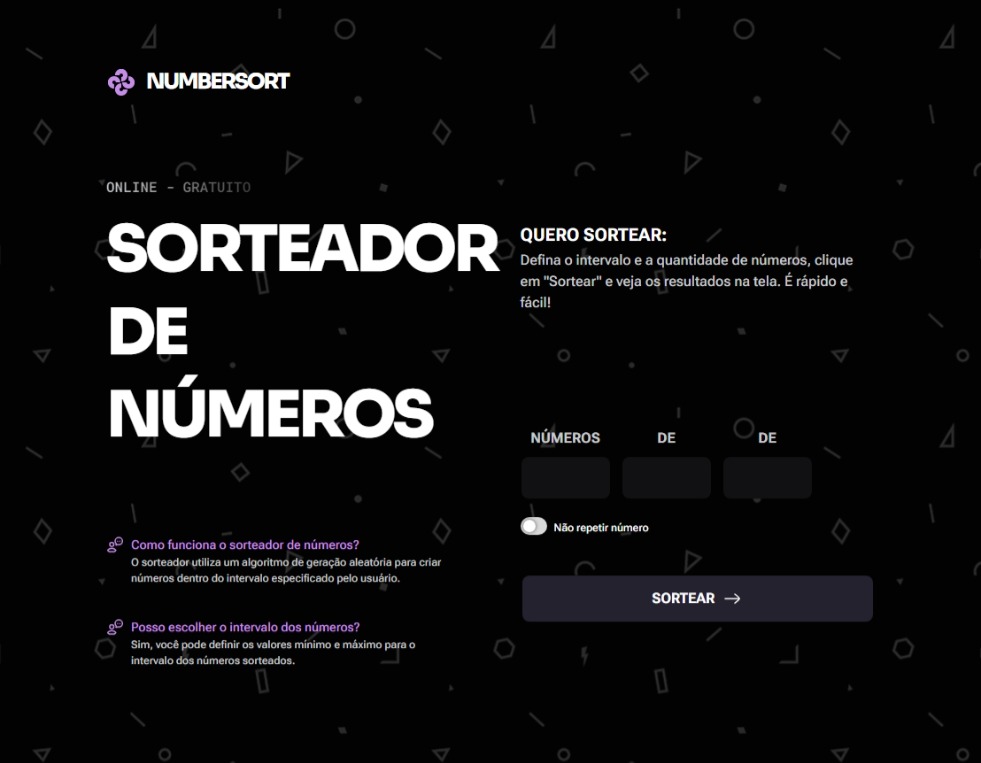 NUMBERSORT
ONLINE - GRATUITO
SORTEADOR
DE
NÚMEROS
Como funciona o sorteador de números?
O sorteador utiliza um algoritmo de geração aleatória para criar
números dentro do intervalo especificado pelo usuário.
Posso escolher o intervalo dos números?
Sim, você pode definir os valores mínimo e máximo para o
intervalo dos números sorteados.
QUERO SORTEAR:
Defina o intervalo e a quantidade de números, clique
em "Sortear" e veja os resultados na tela. É rápido e
fácil!
NÚMEROS DE DE
Não repetir número
SORTEAR →